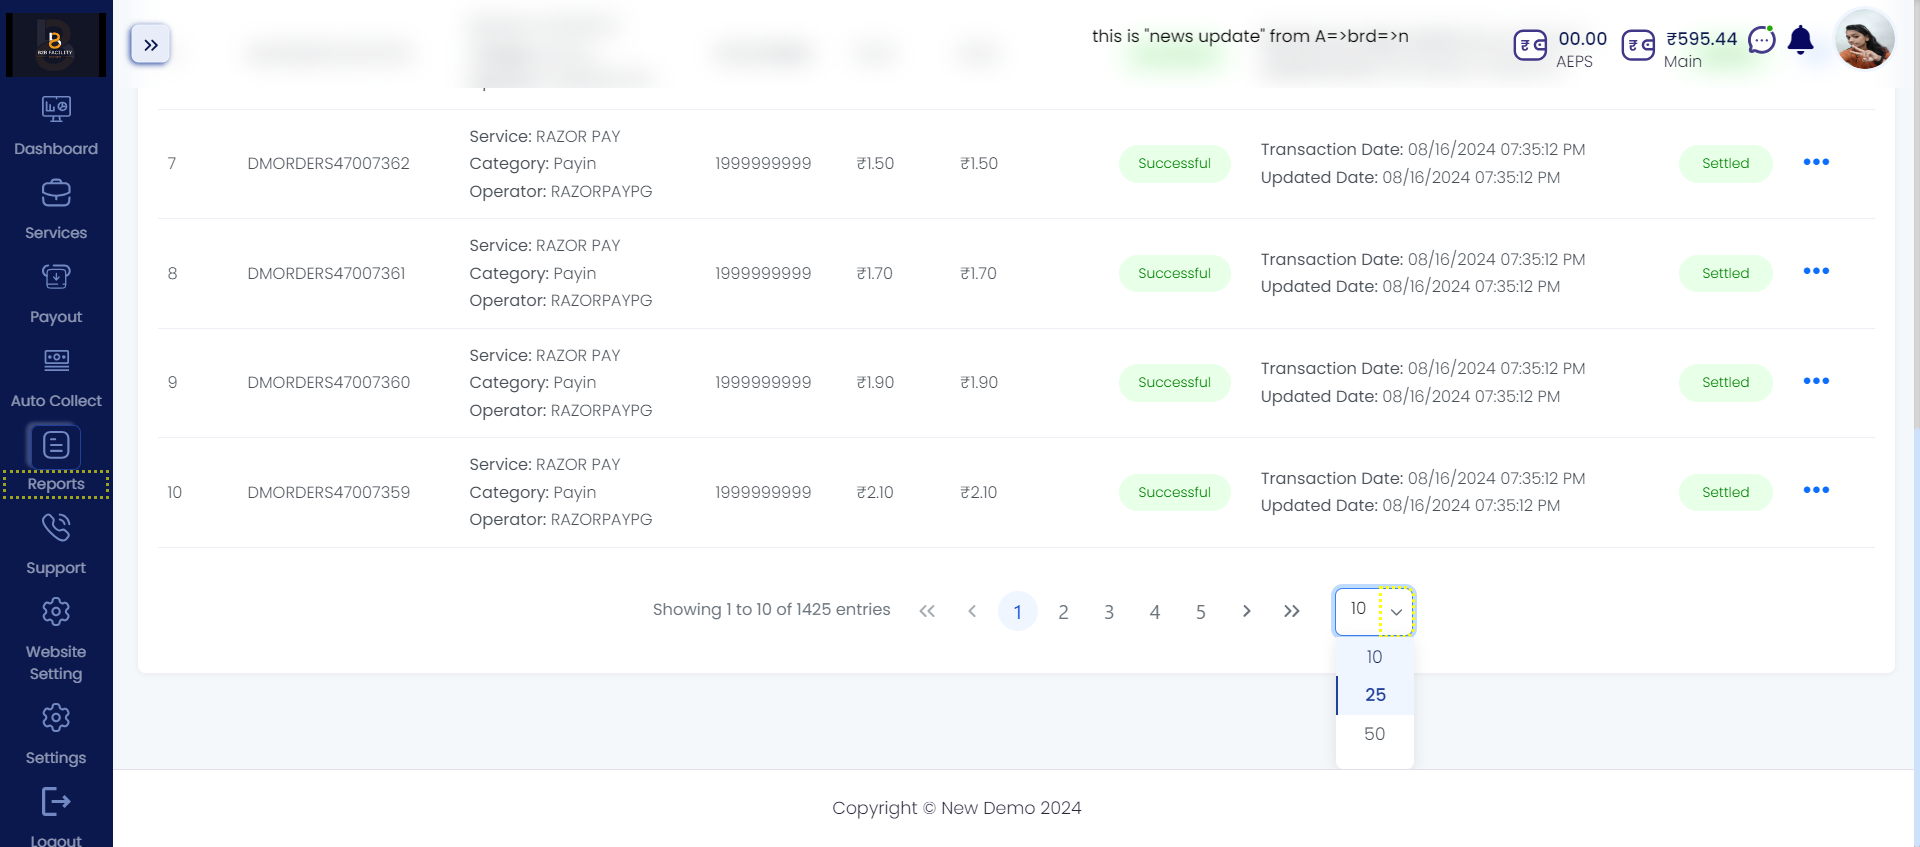 B2B FACILITY
this is "news update" from A=>brd=>n
00.00
AEPS
₹595.44
Main
Dashboard
Services
Payout
Auto Collect
Reports
Support
Website
Setting
Settings
Logout
7 DMORDERS47007362 Service: RAZOR PAY Category: Payin Operator: RAZORPAYPG 1999999999 ₹1.50 ₹1.50 Successful Transaction Date: 08/16/2024 07:35:12 PM Updated Date: 08/16/2024 07:35:12 PM Settled
8 DMORDERS47007361 Service: RAZOR PAY Category: Payin Operator: RAZORPAYPG 1999999999 ₹1.70 ₹1.70 Successful Transaction Date: 08/16/2024 07:35:12 PM Updated Date: 08/16/2024 07:35:12 PM Settled
9 DMORDERS47007360 Service: RAZOR PAY Category: Payin Operator: RAZORPAYPG 1999999999 ₹1.90 ₹1.90 Successful Transaction Date: 08/16/2024 07:35:12 PM Updated Date: 08/16/2024 07:35:12 PM Settled
10 DMORDERS47007359 Service: RAZOR PAY Category: Payin Operator: RAZORPAYPG 1999999999 ₹2.10 ₹2.10 Successful Transaction Date: 08/16/2024 07:35:12 PM Updated Date: 08/16/2024 07:35:12 PM Settled
Showing 1 to 10 of 1425 entries 1 2 3 4 5 10
10
25
50
Copyright © New Demo 2024